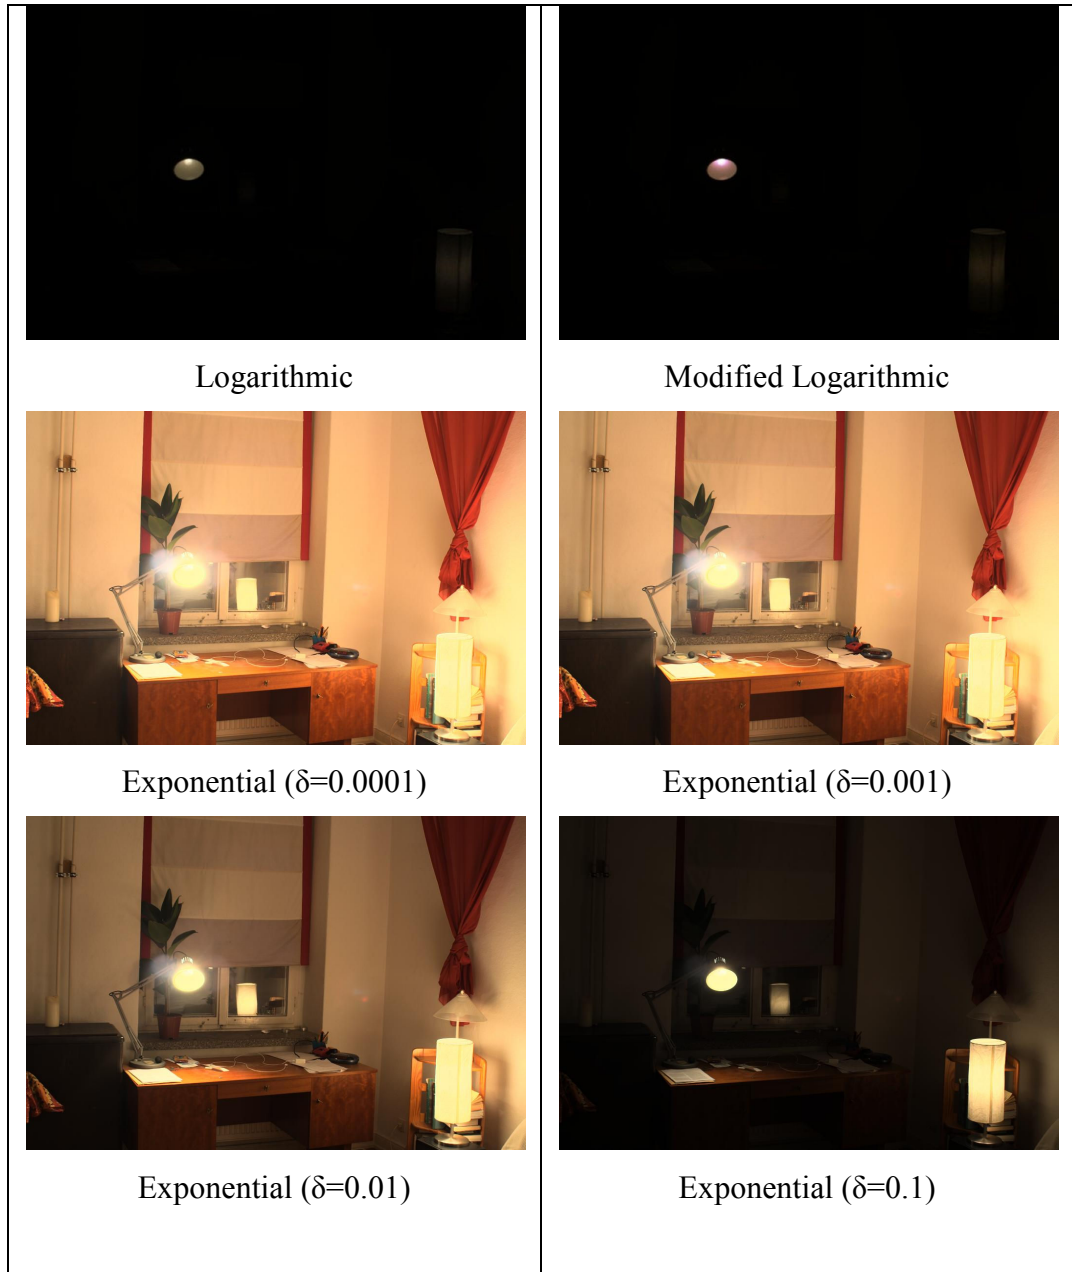 Logarithmic
Modified Logarithmic
Exponential (δ=0.0001)
Exponential (δ=0.001)
Exponential (δ=0.01)
Exponential (δ=0.1)